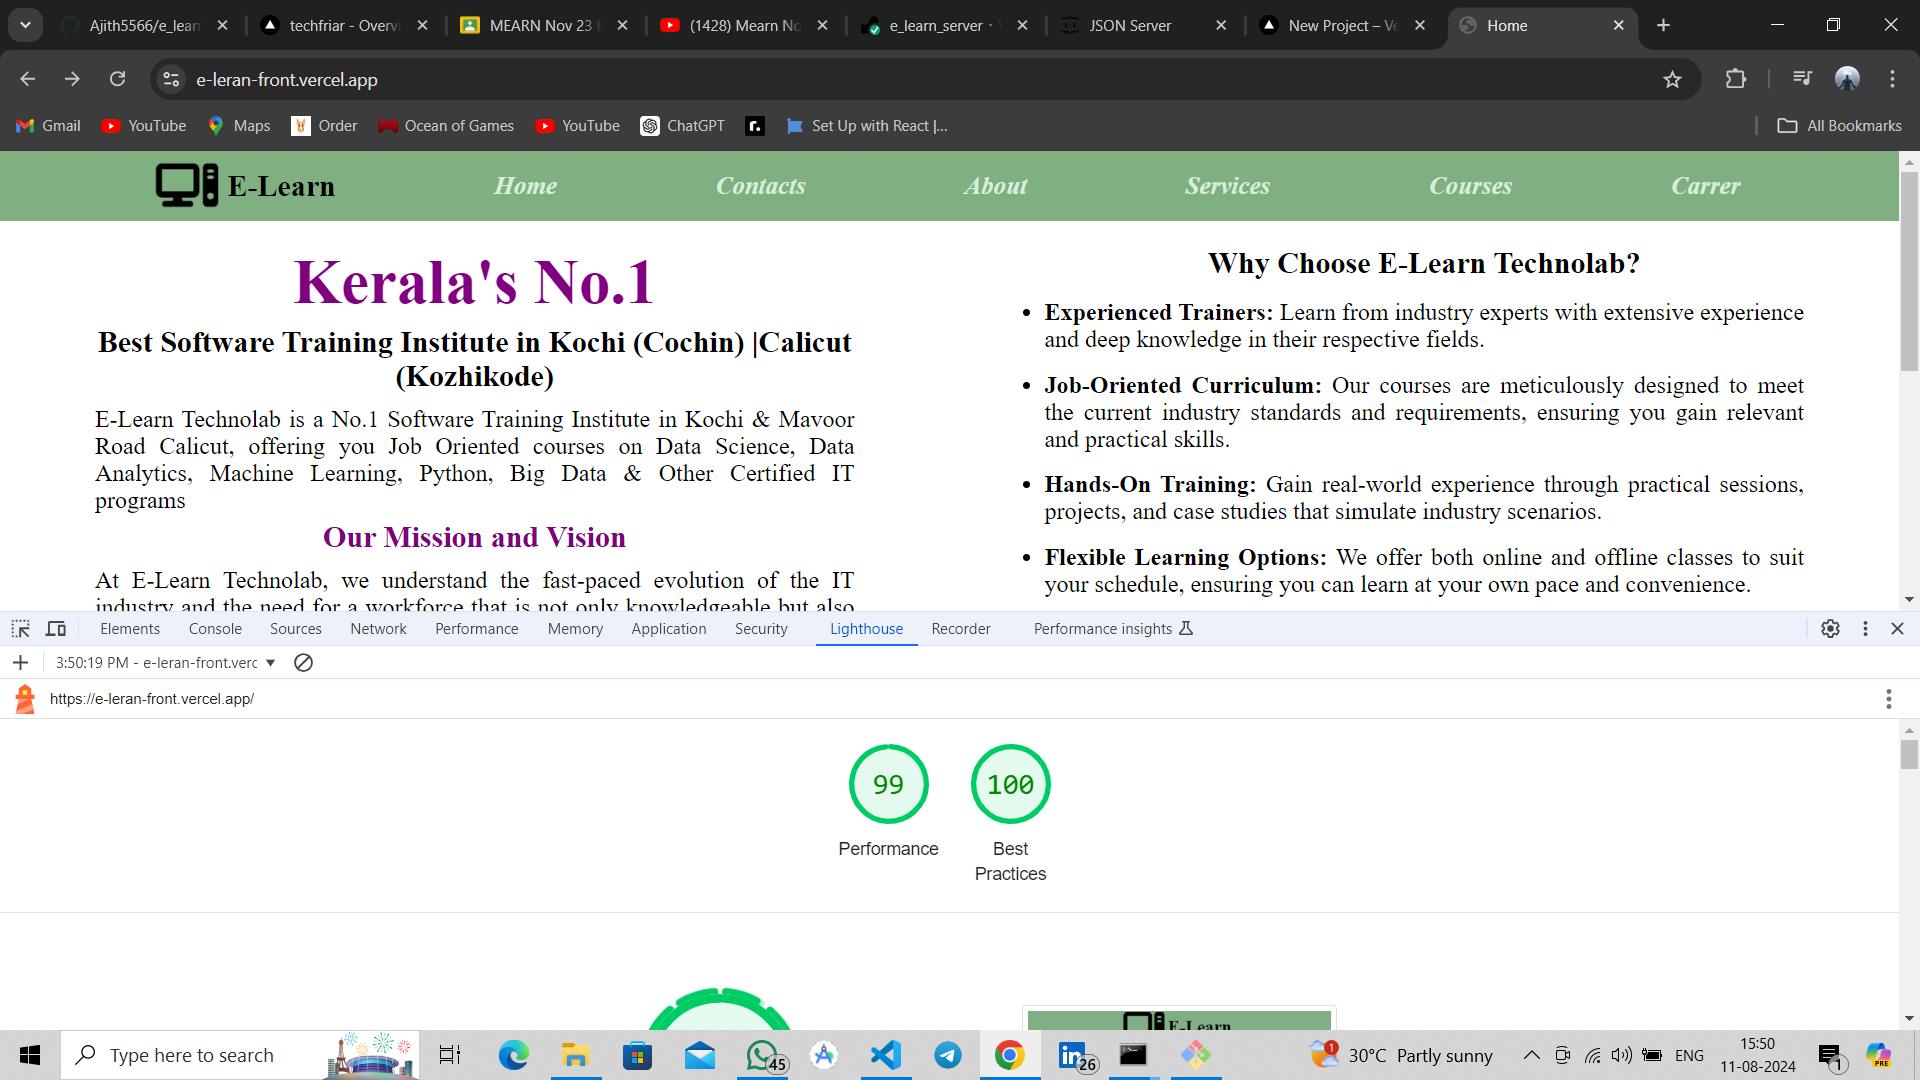 Ajith5566/e_learn
techfriar - Overvi
MEARN Nov 23
(1428) Mearn No
e_learn_server
JSON Server
New Project – Ve
Home
e-leran-front.vercel.app
Gmail
YouTube
Maps
Order
Ocean of Games
YouTube
ChatGPT
Set Up with React |...
All Bookmarks
E-Learn
Home
Contacts
About
Services
Courses
Carrer
Kerala's No.1
Best Software Training Institute in Kochi (Cochin) |Calicut
(Kozhikode)
E-Learn Technolab is a No.1 Software Training Institute in Kochi & Mavoor
Road Calicut, offering you Job Oriented courses on Data Science, Data
Analytics, Machine Learning, Python, Big Data & Other Certified IT
programs
Our Mission and Vision
At E-Learn Technolab, we understand the fast-paced evolution of the IT
industry and the need for a workforce that is not only knowledgeable but also
Why Choose E-Learn Technolab?
• Experienced Trainers: Learn from industry experts with extensive experience
and deep knowledge in their respective fields.
• Job-Oriented Curriculum: Our courses are meticulously designed to meet
the current industry standards and requirements, ensuring you gain relevant
and practical skills.
• Hands-On Training: Gain real-world experience through practical sessions,
projects, and case studies that simulate industry scenarios.
• Flexible Learning Options: We offer both online and offline classes to suit
your schedule, ensuring you can learn at your own pace and convenience.
Elements
Console
Sources
Network
Performance
Memory
Application
Security
Lighthouse
Recorder
Performance insights
3:50:19 PM - e-leran-front.verc
https://e-leran-front.vercel.app/
99
100
Performance
Best
Practices
E-Learn
Type here to search
45
26
1
30°C Partly sunny
ENG
15:50
11-08-2024
1
PRE